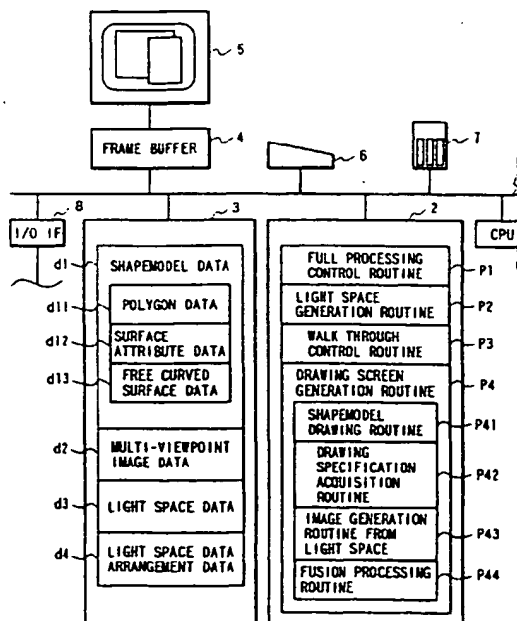 5
FRAME BUFFER 4
6
7
8
I/O IF
3
2
CPU
d1 SHAPEMODEL DATA
d11 POLYGON DATA
d12 SURFACE
ATTRIBUTE DATA
d13 FREE CURVED
SURFACE DATA
d2 MULTI-VIEWPOINT
IMAGE DATA
d3 LIGHT SPACE DATA
d4 LIGHT SPACE DATA
ARRANGEMENT DATA
FULL PROCESSING
CONTROL ROUTINE P1
LIGHT SPACE
GENERATION ROUTINE P2
WALK THROUGH
CONTROL ROUTINE P3
DRAWING SCREEN
GENERATION ROUTINE P4
SHAPEMODEL
DRAWING ROUTINE P41
DRAWING
SPECIFICATION
ACQUISITION
ROUTINE P42
IMAGE GENERATION
ROUTINE FROM
LIGHT SPACE P43
FUSION PROCESSING
ROUTINE P44